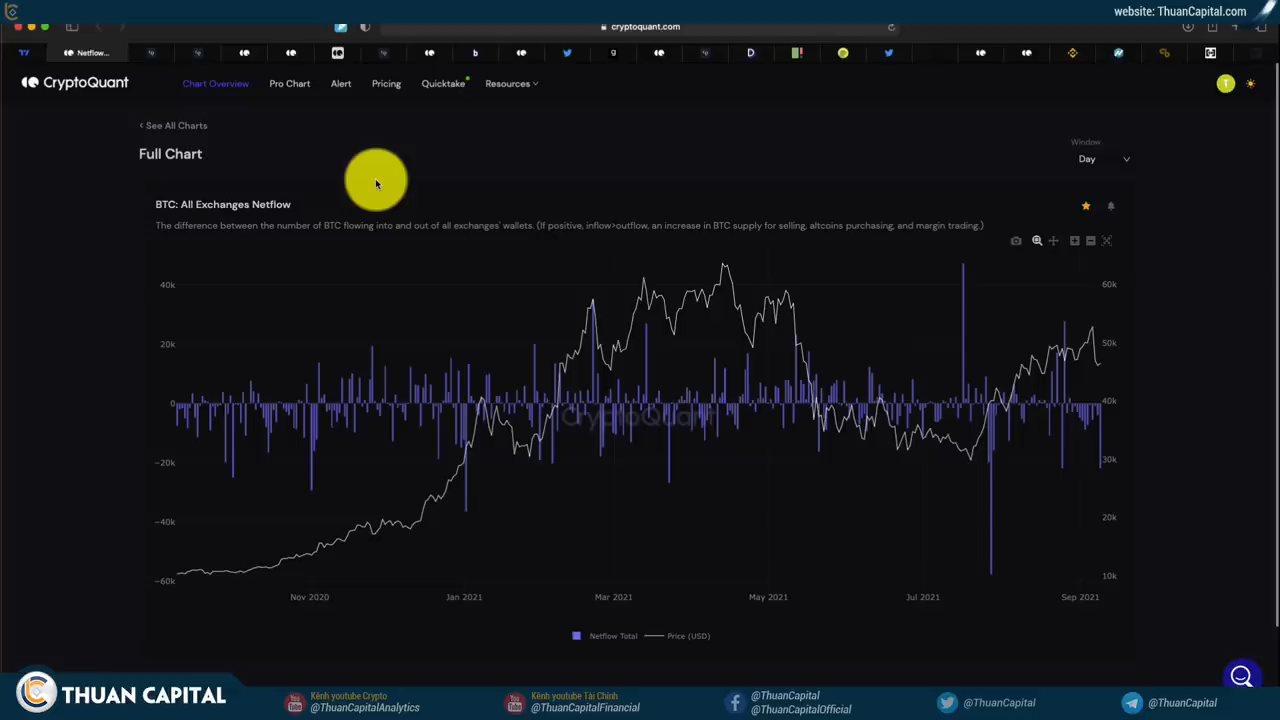 website: ThuanCapital.com
cryptoquant.com
Netflow...
CryptoQuant
Chart Overview
Pro Chart
Alert
Pricing
Quicktake
Resources
T
< See All Charts
Full Chart
Window
Day
BTC: All Exchanges Netflow
The difference between the number of BTC flowing into and out of all exchanges' wallets. (If positive, inflow>outflow, an increase in BTC supply for selling, altcoins purchasing, and margin trading.)
40k
20k
0
−20k
−40k
−60k
60k
50k
40k
30k
20k
10k
CryptoQuant
Nov 2020
Jan 2021
Mar 2021
May 2021
Jul 2021
Sep 2021
Netflow Total
Price (USD)
THUAN CAPITAL
Kênh youtube Crypto
@ThuanCapitalAnalytics
Kênh youtube Tài Chính
@ThuanCapitalFinancial
@ThuanCapital
@ThuanCapitalOfficial
@ThuanCapital
@ThuanCapital